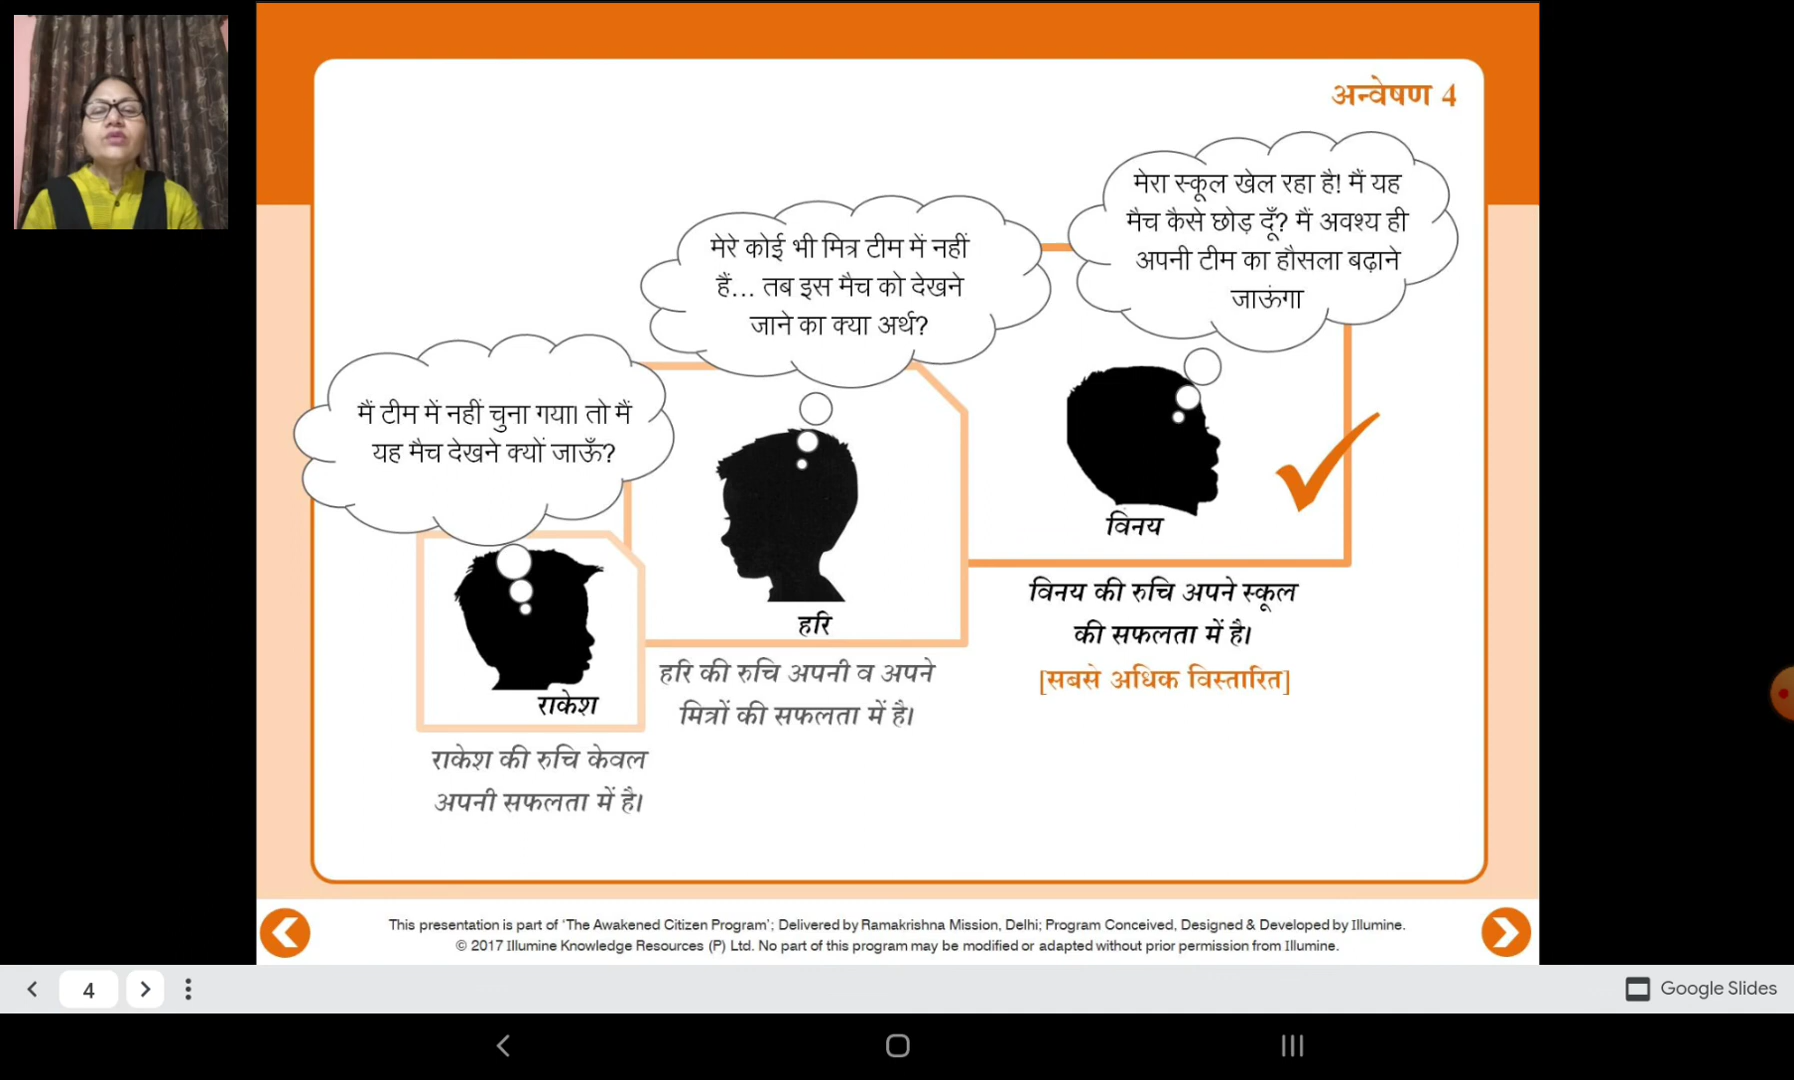 अन्वेषण 4
मेरा स्कूल खेल रहा है! मैं यह
मैच कैसे छोड़ दूँ? मैं अवश्य ही
अपनी टीम का हौसला बढ़ाने
जाऊंगा
मेरे कोई भी मित्र टीम में नहीं
हैं... तब इस मैच को देखने
जाने का क्या अर्थ?
मैं टीम में नहीं चुना गया। तो मैं
यह मैच देखने क्यों जाऊँ?
विनय
विनय की रुचि अपने स्कूल
की सफलता में है।
[सबसे अधिक विस्तारित]
हरि
हरि की रुचि अपनी व अपने
मित्रों की सफलता में है।
राकेश
राकेश की रुचि केवल
अपनी सफलता में है।
This presentation is part of 'The Awakened Citizen Program'; Delivered by Ramakrishna Mission, Delhi; Program Conceived, Designed & Developed by Illumine.
© 2017 Illumine Knowledge Resources (P) Ltd. No part of this program may be modified or adapted without prior permission from Illumine.
4
Google Slides